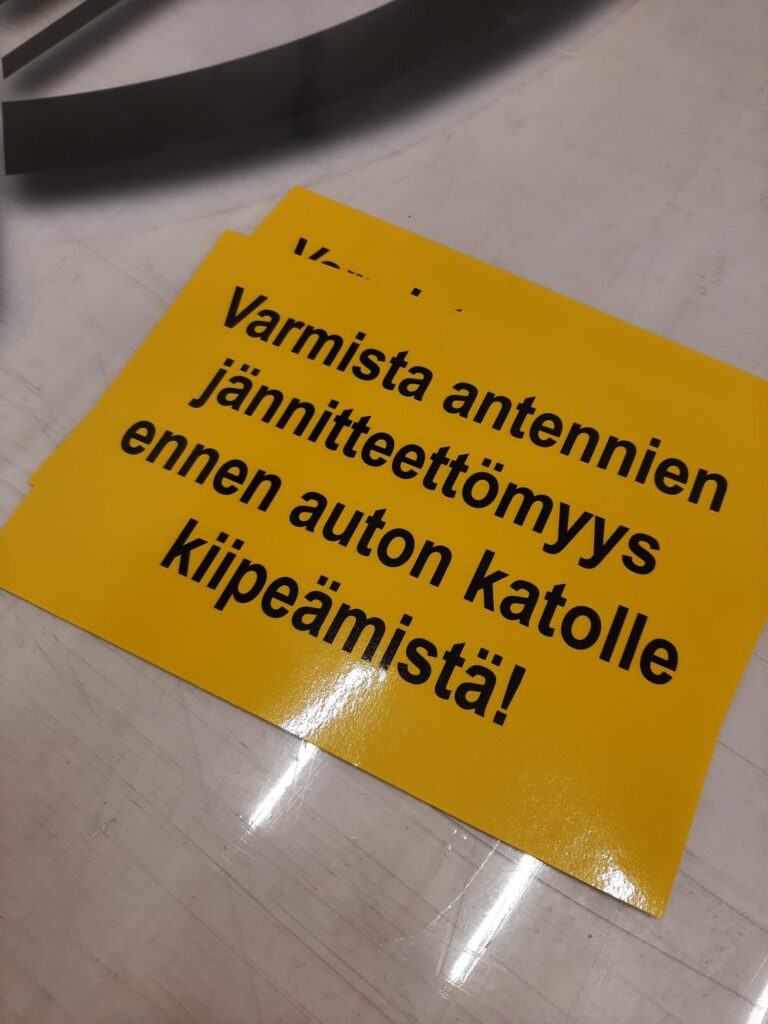 Varmista antennien
jännitteettömyys
ennen auton katolle
kiipeämistä!